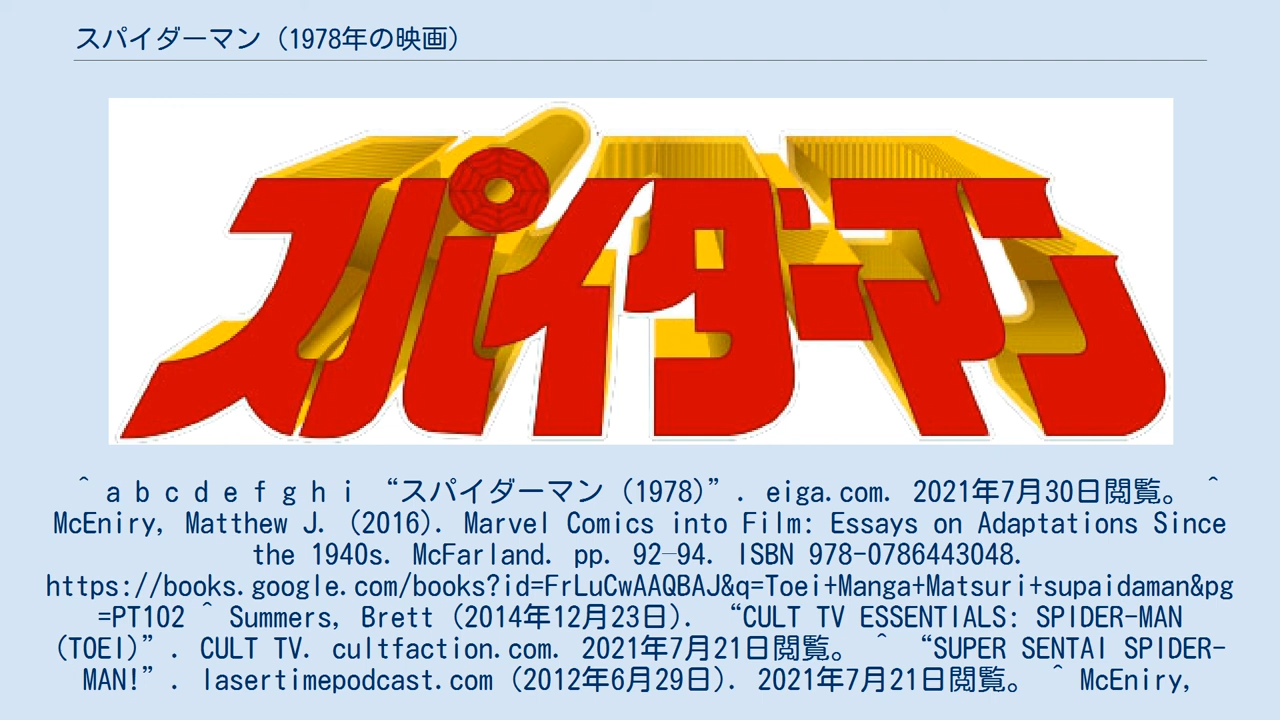 スパイダーマン（1978年の映画）
スパイダーマン
^ a b c d e f g h i “スパイダーマン（1978）”. eiga.com. 2021年7月30日閲覧。 ^
McEniry, Matthew J. (2016). Marvel Comics into Film: Essays on Adaptations Since
the 1940s. McFarland. pp. 92–94. ISBN 978-0786443048.
https://books.google.com/books?id=FrLuCwAAQBAJ&q=Toei+Manga+Matsuri+supaidaman&pg
=PT102 ^ Summers, Brett (2014年12月23日). “CULT TV ESSENTIALS: SPIDER-MAN
(TOEI)”. CULT TV. cultfaction.com. 2021年7月21日閲覧。 ^ “SUPER SENTAI SPIDER-
MAN!”. lasertimepodcast.com (2012年6月29日). 2021年7月21日閲覧。 ^ McEniry,